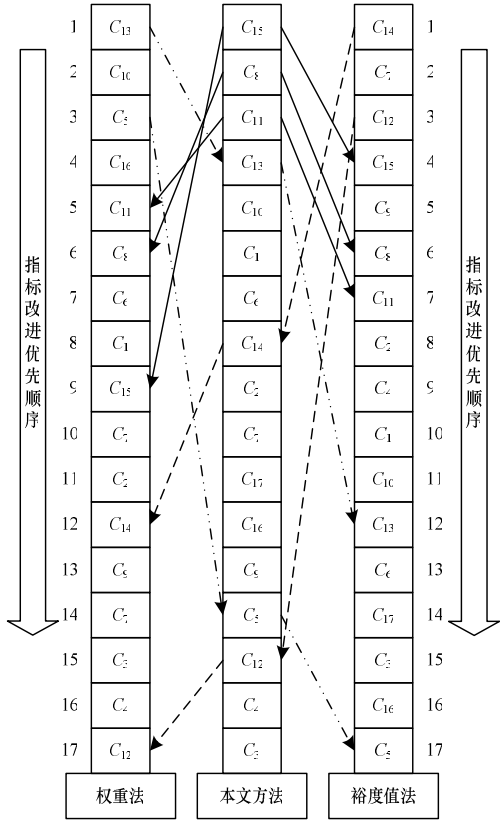 1 C₁₃ C₁₅ C₁₄ 1
2 C₁₀ C₈ C₇ 2
3 C₅ C₁₁ C₁₂ 3
4 C₁₆ C₁₃ C₁₅ 4
5 C₁₁ C₁₀ C₉ 5
6 C₈ C₁ C₈ 6
7 C₆ C₆ C₁₁ 7
8 C₁ C₁₄ C₂ 8
9 C₁₅ C₂ C₄ 9
10 C₇ C₇ C₁ 10
11 C₂ C₁₇ C₁₀ 11
12 C₁₄ C₁₆ C₁₃ 12
13 C₉ C₉ C₆ 13
14 C₇ C₅ C₁₇ 14
15 C₃ C₁₂ C₃ 15
16 C₄ C₄ C₁₆ 16
17 C₁₂ C₃ C₅ 17
指标改进优先顺序
指标改进优先顺序
权重法 本文方法 裕度值法